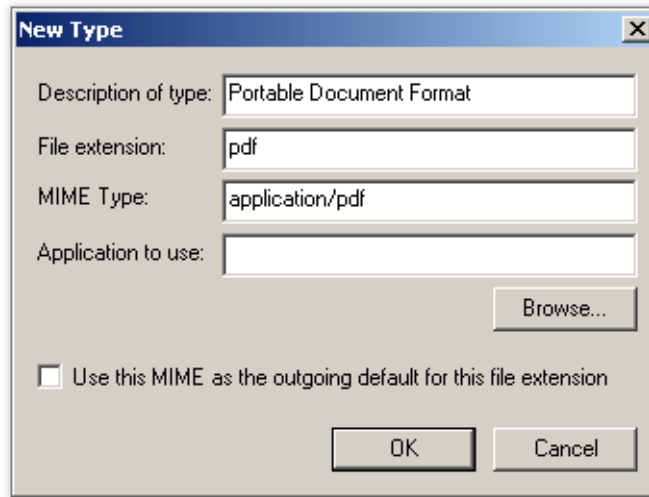 New Type
Description of type: Portable Document Format
File extension: pdf
MIME Type: application/pdf
Application to use:
Browse...
Use this MIME as the outgoing default for this file extension
OK Cancel